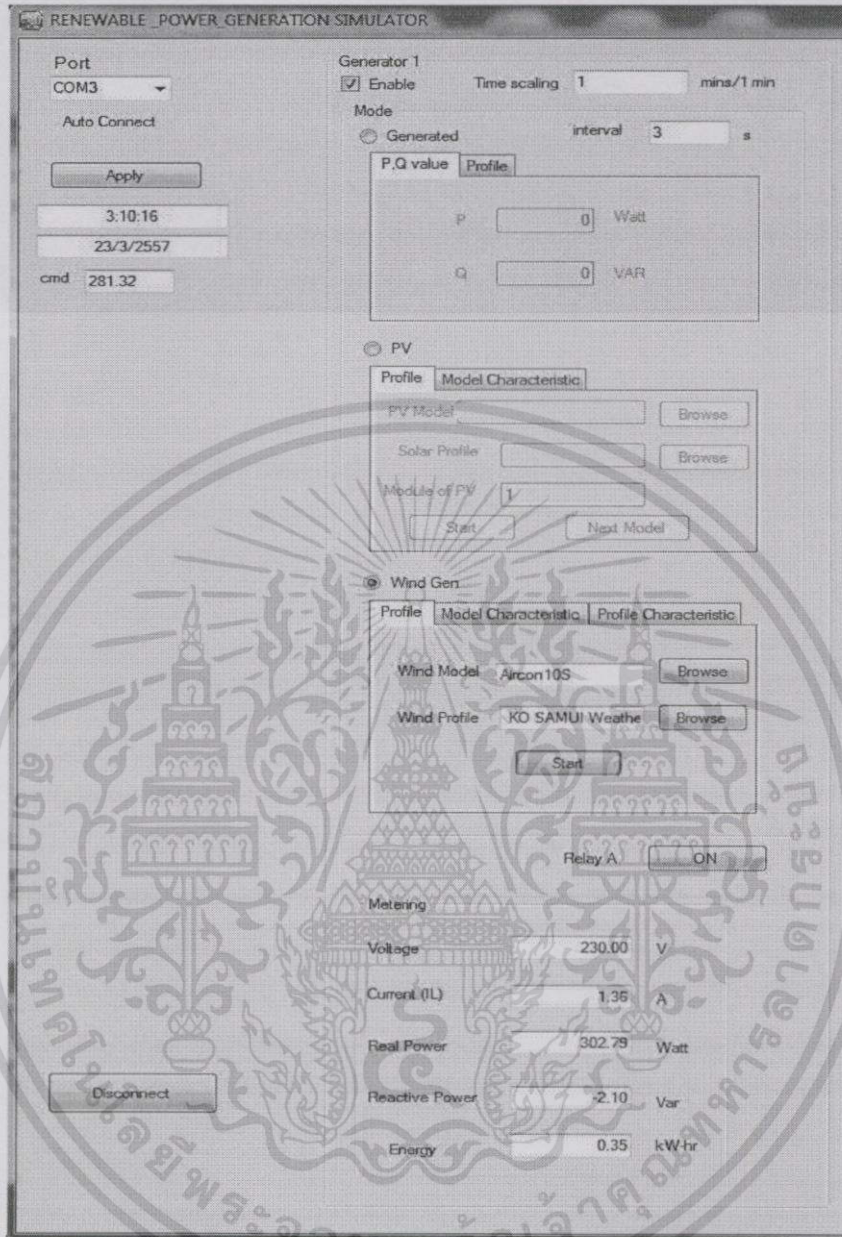 RENEWABLE _POWER_GENERATION SIMULATOR
Port
COM3
Auto Connect
Apply
3:10:16
23/3/2557
cmd 281.32
Generator 1
Enable Time scaling 1 mins/1 min
Mode
Generated interval 3 s
P,Q value Profile
P 0 Watt
Q 0 VAR
PV
Profile Model Characteristic
PV Model Browse
Solar Profile Browse
Module of PV 1
Start Next Model
Wind Gen
Profile Model Characteristic Profile Characteristic
Wind Model Aircon10S Browse
Wind Profile KO SAMUI Weathe Browse
Start
Relay A ON
Metering
Voltage 230.00 V
Current (IL) 1.36 A
Real Power 302.79 Watt
Reactive Power -2.10 Var
Energy 0.35 kW-hr
Disconnect